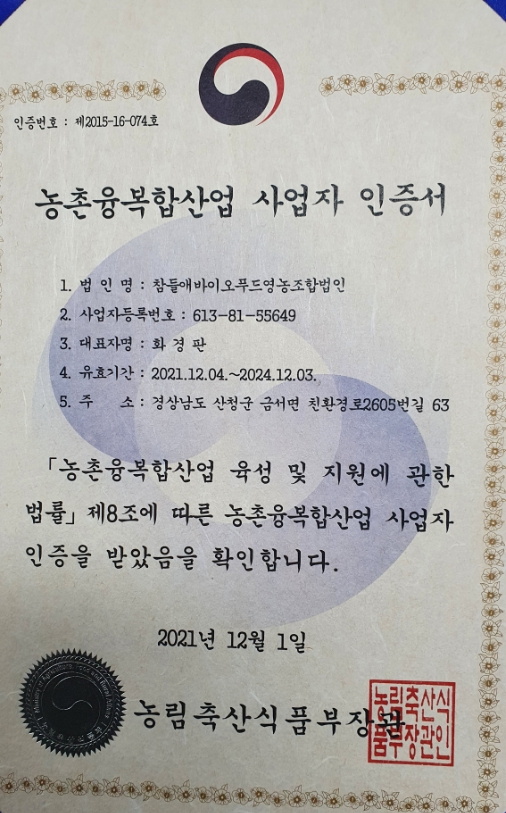 인증번호 : 제2015-16-074호
농촌융복합산업 사업자 인증서
1. 법 인 명 : 참들애바이오푸드영농조합법인
2. 사업자등록번호 : 613-81-55649
3. 대표자명 : 화 경 판
4. 유효기간 : 2021.12.04.~2024.12.03.
5. 주 소 : 경상남도 산청군 금서면 친환경로2605번길 63
「농촌융복합산업 육성 및 지원에 관한
법률」 제8조에 따른 농촌융복합산업 사업자
인증을 받았음을 확인합니다.
2021년 12월 1일
농림축산식품부장관
농림축산식
품부장관인